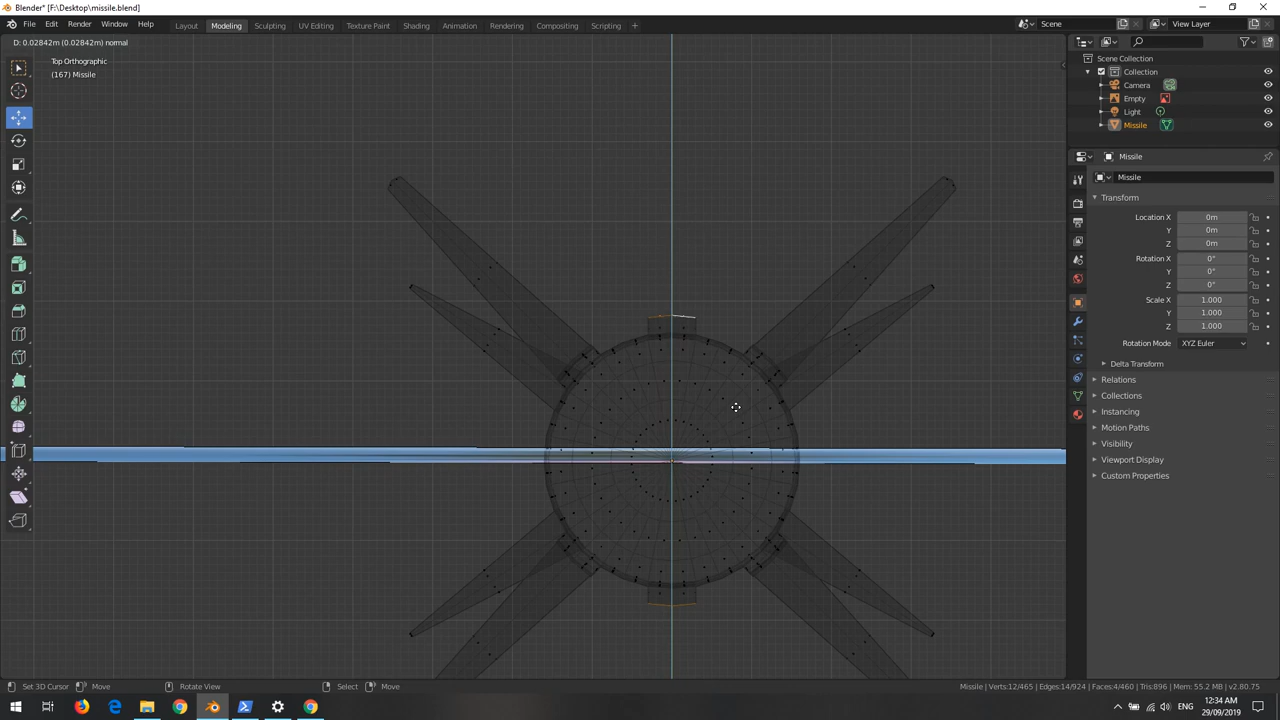 Blender* [F:\Desktop\missile.blend]
File Edit Render Window Help Layout Modeling Sculpting UV Editing Texture Paint Shading Animation Rendering Compositing Scripting + Scene View Layer
D: 0.02842m (0.02842m) normal
Top Orthographic
(167) Missile
Scene Collection
Collection
Camera
Empty
Light
Missile
Missile
Missile
Transform
Location X 0m
Y 0m
Z 0m
Rotation X 0°
Y 0°
Z 0°
Scale X 1.000
Y 1.000
Z 1.000
Rotation Mode XYZ Euler
Delta Transform
Relations
Collections
Instancing
Motion Paths
Visibility
Viewport Display
Custom Properties
Set 3D Cursor Move Rotate View Select Move Missile | Verts:12/465 | Edges:14/924 | Faces:4/460 | Tris:896 | Mem: 55.2 MB | v2.80.75
ENG 12:34 AM
29/09/2019